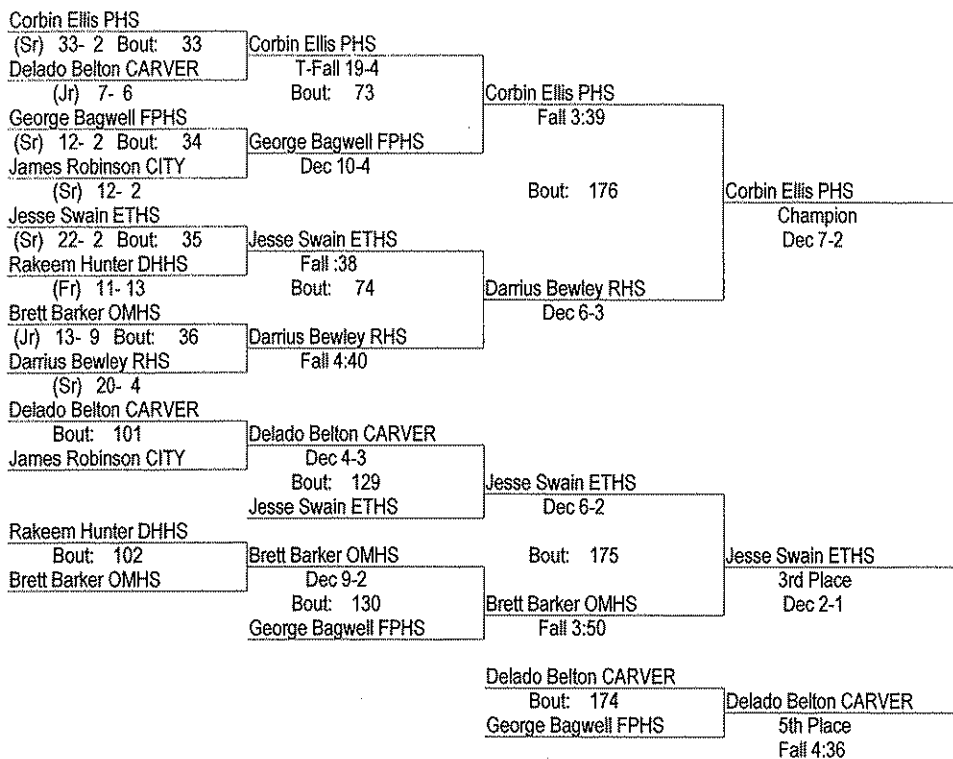 Corbin Ellis PHS
(Sr) 33- 2 Bout: 33
Delado Belton CARVER
(Jr) 7- 6
George Bagwell FPHS
(Sr) 12- 2 Bout: 34
James Robinson CITY
(Sr) 12- 2
Jesse Swain ETHS
(Sr) 22- 2 Bout: 35
Rakeem Hunter DHHS
(Fr) 11- 13
Brett Barker OMHS
(Jr) 13- 9 Bout: 36
Darrius Bewley RHS
(Sr) 20- 4
Corbin Ellis PHS
T-Fall 19-4
Bout: 73
George Bagwell FPHS
Dec 10-4
Jesse Swain ETHS
Fall :38
Bout: 74
Darrius Bewley RHS
Fall 4:40
Corbin Ellis PHS
Fall 3:39
Bout: 176
Darrius Bewley RHS
Dec 6-3
Corbin Ellis PHS
Champion
Dec 7-2
Delado Belton CARVER
Bout: 101
James Robinson CITY
Rakeem Hunter DHHS
Bout: 102
Brett Barker OMHS
Delado Belton CARVER
Dec 4-3
Bout: 129
Jesse Swain ETHS
Brett Barker OMHS
Dec 9-2
Bout: 130
George Bagwell FPHS
Jesse Swain ETHS
Dec 6-2
Bout: 175
Brett Barker OMHS
Fall 3:50
Jesse Swain ETHS
3rd Place
Dec 2-1
Delado Belton CARVER
Bout: 174
George Bagwell FPHS
Delado Belton CARVER
5th Place
Fall 4:36